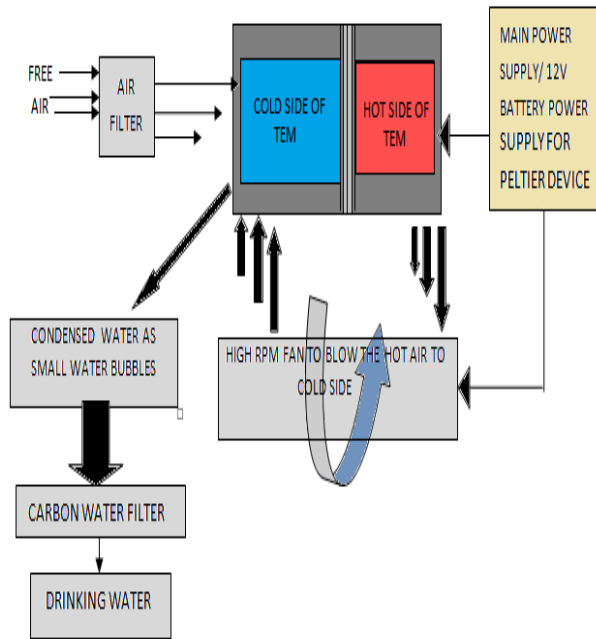 FREE
AIR
AIR
FILTER
COLD SIDE OF
TEM
HOT SIDE OF
TEM
MAIN POWER
SUPPLY/ 12V
BATTERY POWER
SUPPLY FOR
PELTIER DEVICE
CONDENSED WATER AS
SMALL WATER BUBBLES
HIGH RPM FAN TO BLOW THE HOT AIR TO
COLD SIDE
CARBON WATER FILTER
DRINKING WATER